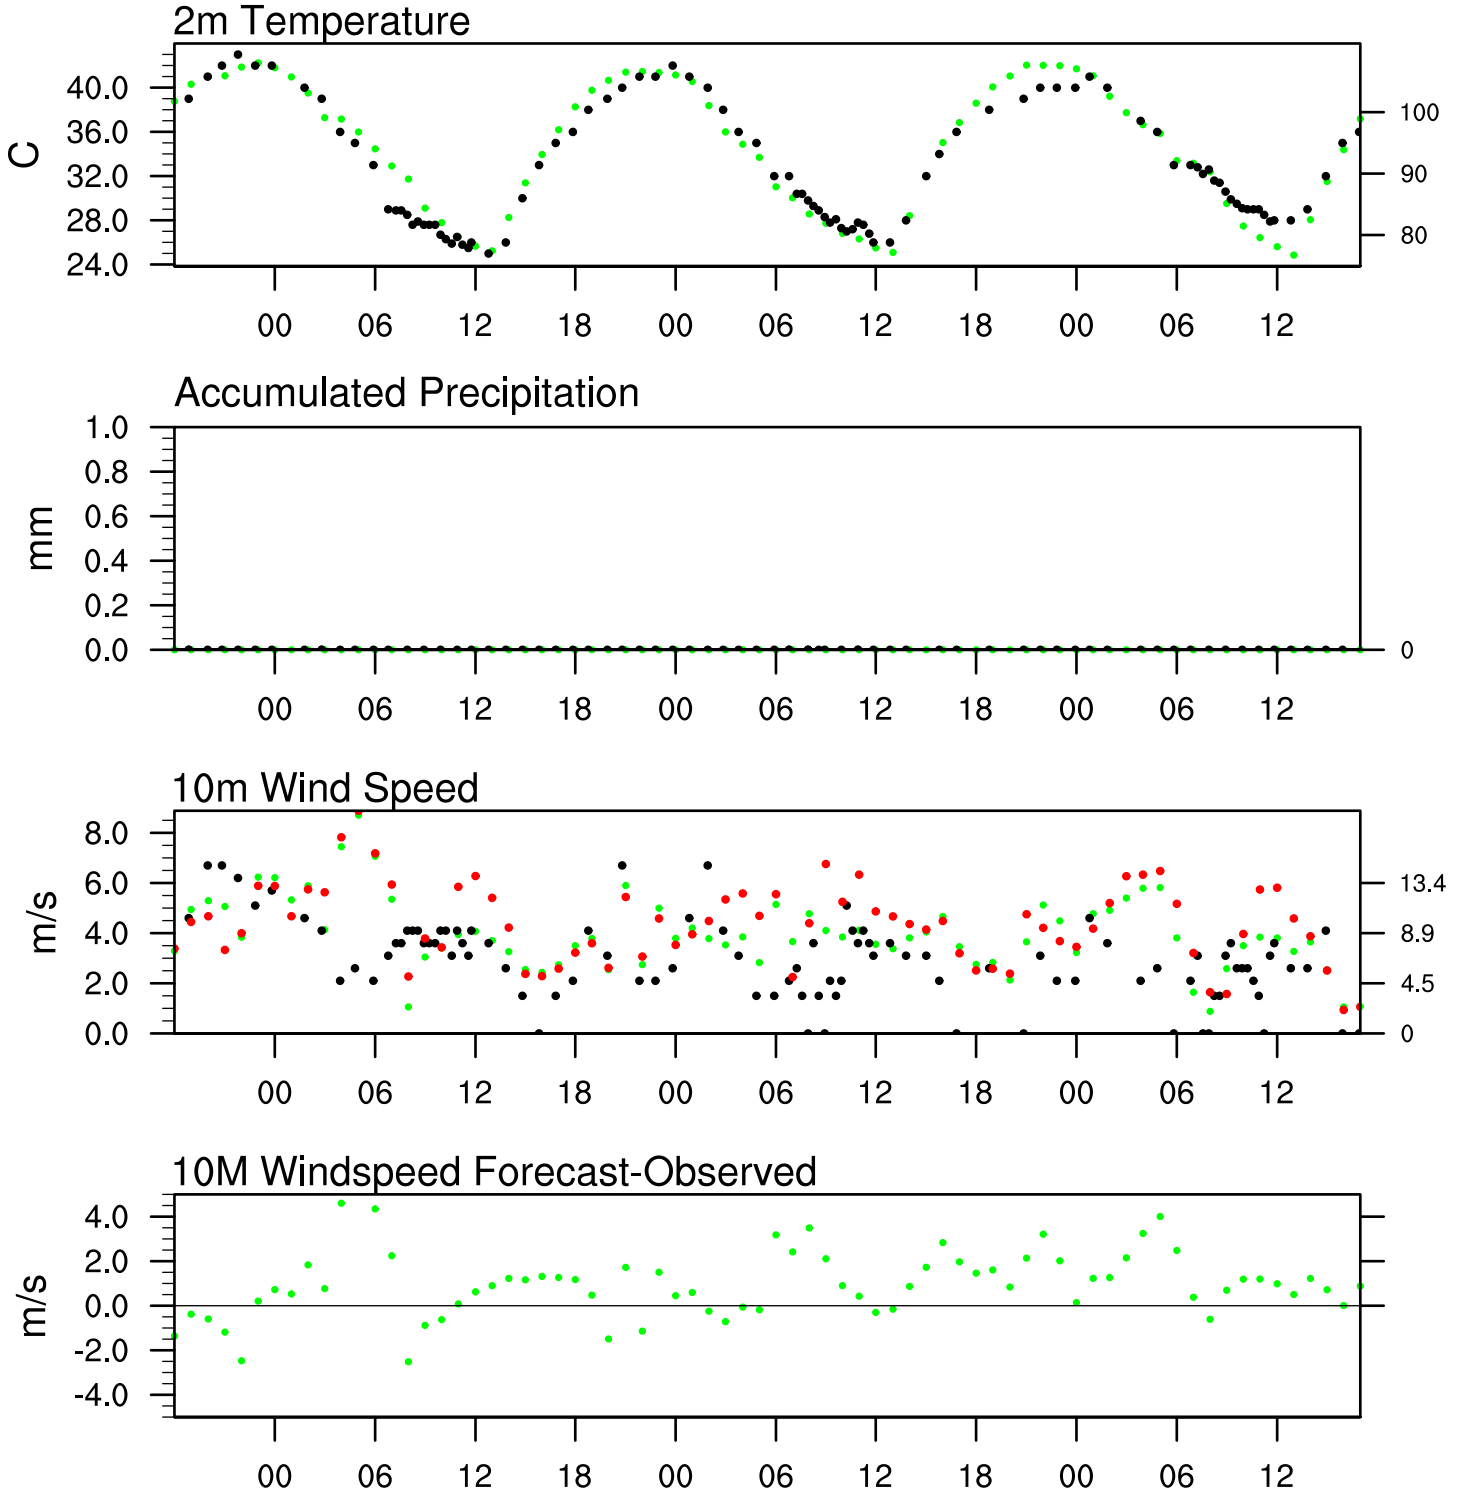 2m Temperature
40.0
36.0
32.0
28.0
24.0
C
100
90
80
00 06 12 18 00 06 12 18 00 06 12
Accumulated Precipitation
1.0
0.8
0.6
0.4
0.2
0.0
mm
0
00 06 12 18 00 06 12 18 00 06 12
10m Wind Speed
8.0
6.0
4.0
2.0
0.0
m/s
13.4
8.9
4.5
0
00 06 12 18 00 06 12 18 00 06 12
10M Windspeed Forecast-Observed
4.0
2.0
0.0
-2.0
-4.0
m/s
00 06 12 18 00 06 12 18 00 06 12